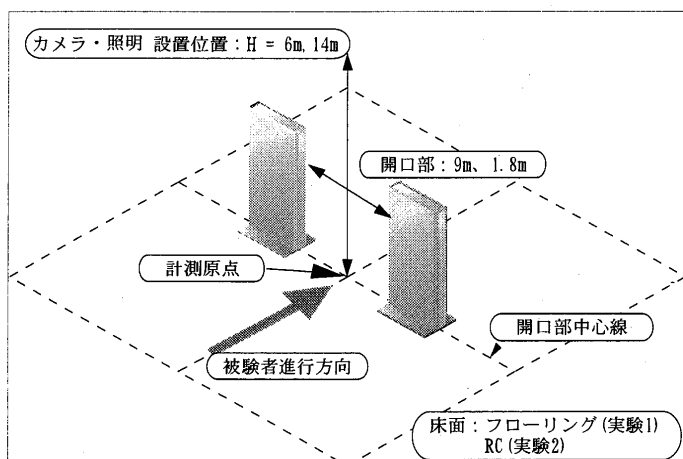 カメラ・照明 設置位置：H = 6m, 14m
開口部：9m、1.8m
計測原点
開口部中心線
被験者進行方向
床面：フローリング(実験1)
RC(実験2)